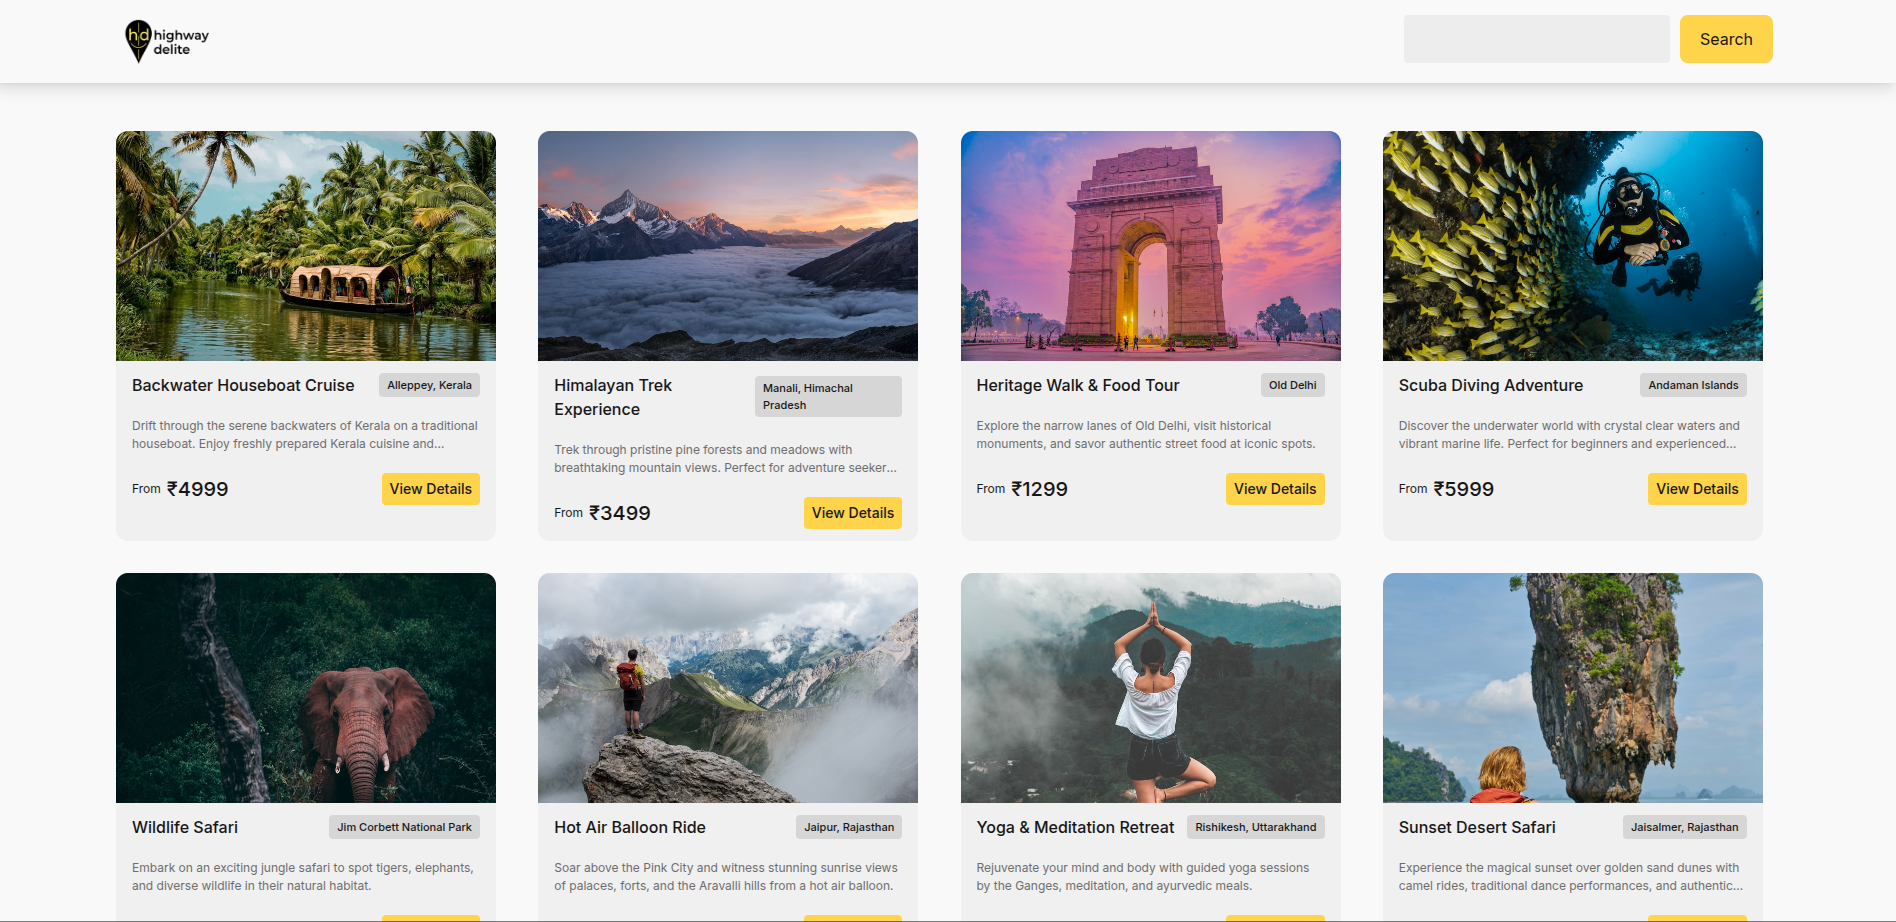 hd highway
delite
Search
Backwater Houseboat Cruise
Alleppey, Kerala
Drift through the serene backwaters of Kerala on a traditional
houseboat. Enjoy freshly prepared Kerala cuisine and...
From ₹4999
View Details
Himalayan Trek
Experience
Manali, Himachal
Pradesh
Trek through pristine pine forests and meadows with
breathtaking mountain views. Perfect for adventure seeker...
From ₹3499
View Details
Heritage Walk & Food Tour
Old Delhi
Explore the narrow lanes of Old Delhi, visit historical
monuments, and savor authentic street food at iconic spots.
From ₹1299
View Details
Scuba Diving Adventure
Andaman Islands
Discover the underwater world with crystal clear waters and
vibrant marine life. Perfect for beginners and experienced...
From ₹5999
View Details
Wildlife Safari
Jim Corbett National Park
Embark on an exciting jungle safari to spot tigers, elephants,
and diverse wildlife in their natural habitat.
Hot Air Balloon Ride
Jaipur, Rajasthan
Soar above the Pink City and witness stunning sunrise views
of palaces, forts, and the Aravalli hills from a hot air balloon.
Yoga & Meditation Retreat
Rishikesh, Uttarakhand
Rejuvenate your mind and body with guided yoga sessions
by the Ganges, meditation, and ayurvedic meals.
Sunset Desert Safari
Jaisalmer, Rajasthan
Experience the magical sunset over golden sand dunes with
camel rides, traditional dance performances, and authentic...